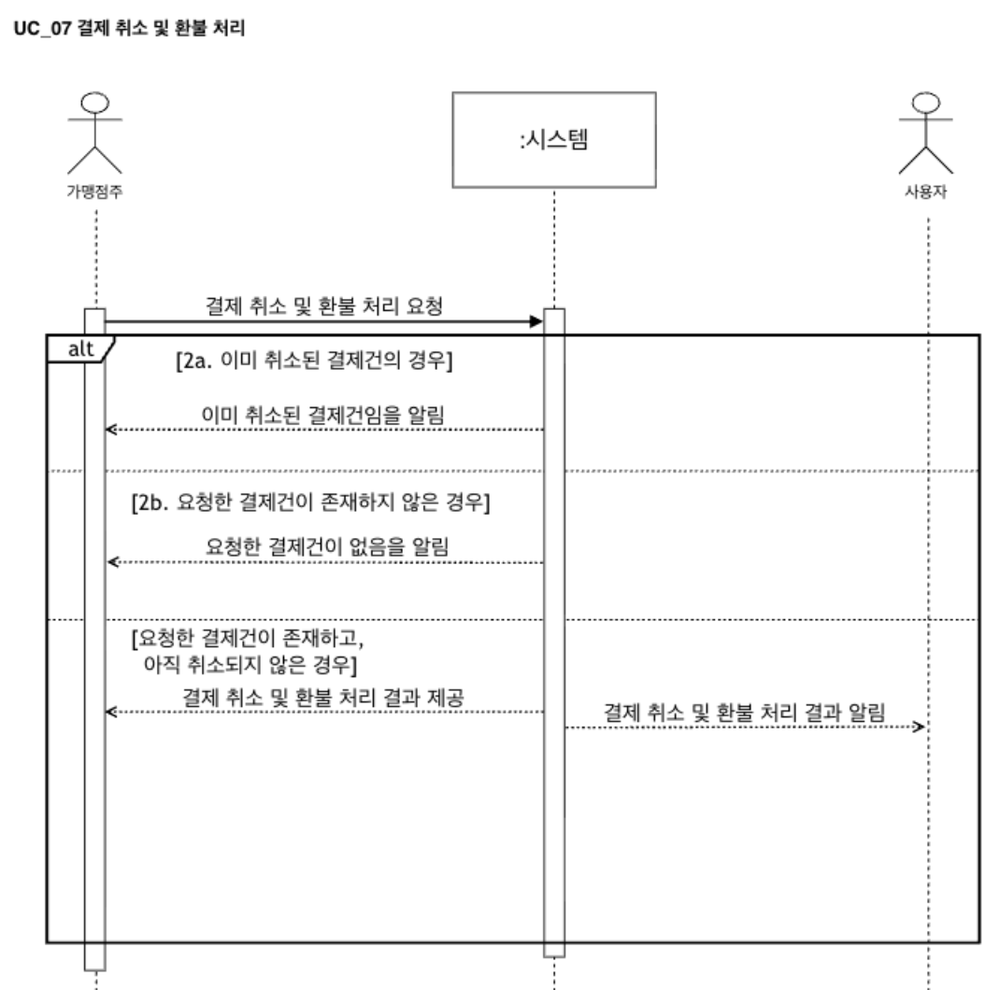 UC_07 결제 취소 및 환불 처리
:시스템
가맹점주
사용자
결제 취소 및 환불 처리 요청
alt
[2a. 이미 취소된 결제건의 경우]
이미 취소된 결제건임을 알림
[2b. 요청한 결제건이 존재하지 않은 경우]
요청한 결제건이 없음을 알림
[요청한 결제건이 존재하고,
아직 취소되지 않은 경우]
결제 취소 및 환불 처리 결과 제공
결제 취소 및 환불 처리 결과 알림